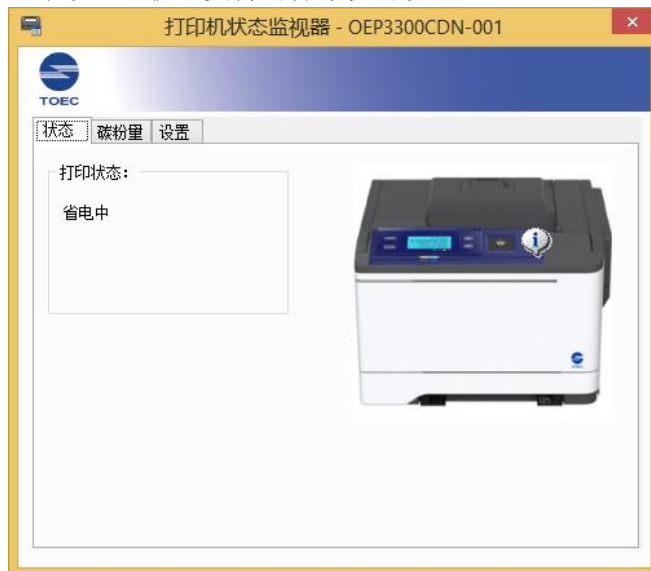 打印机状态监视器 - OEP3300CDN-001
TOEC
状态 碳粉量 设置
打印状态:
省电中